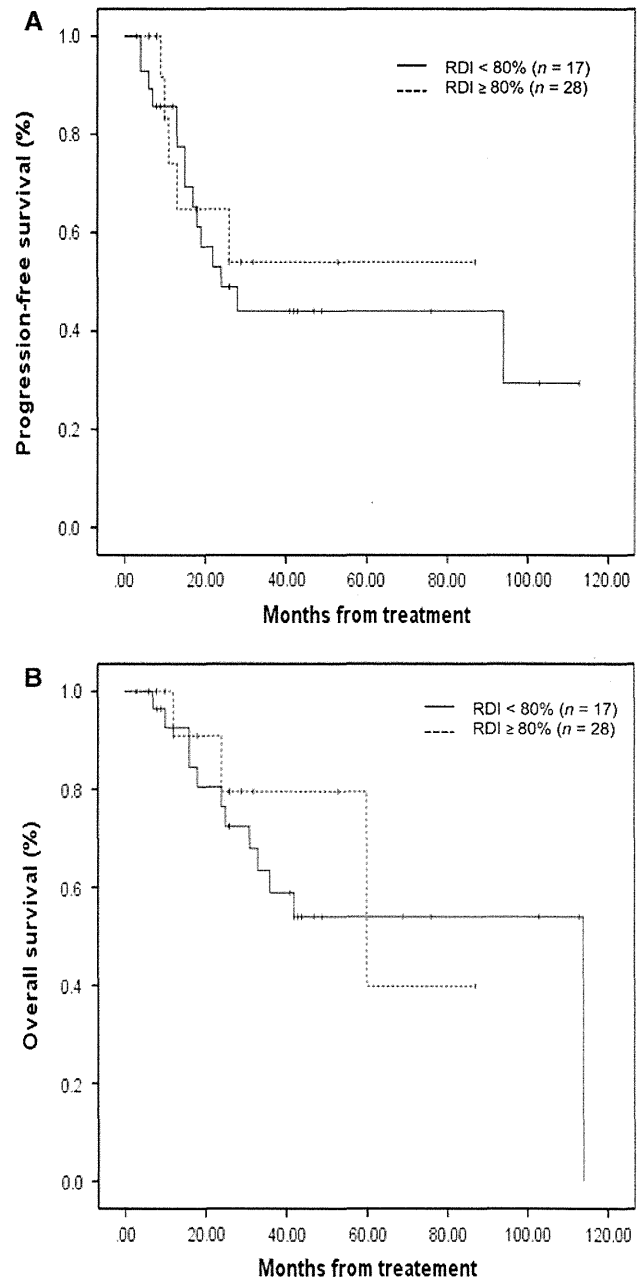 A
1.0
0.8
0.6
0.4
0.2
0.0
Progression-free survival (%)
RDI < 80% (n = 17)
RDI ≥ 80% (n = 28)
.00 20.00 40.00 60.00 80.00 100.00 120.00
Months from treatment
B
1.0
0.8
0.6
0.4
0.2
0.0
Overall survival (%)
RDI < 80% (n = 17)
RDI ≥ 80% (n = 28)
.00 20.00 40.00 60.00 80.00 100.00 120.00
Months from treatement